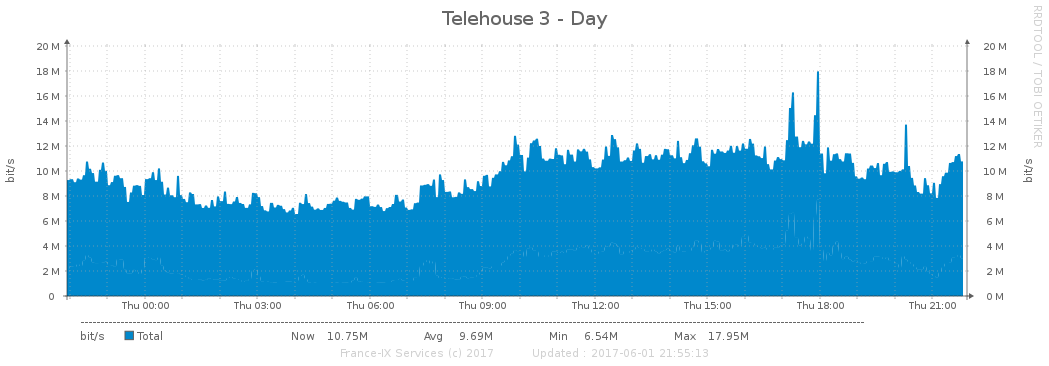 Telehouse 3 - Day
RRDTOOL / TOBI OETIKER
bit/s
20 M 20 M
18 M 18 M
16 M 16 M
14 M 14 M
12 M 12 M
10 M 10 M
8 M 8 M
6 M 6 M
4 M 4 M
2 M 2 M
0 0 M
bit/s
Thu 00:00 Thu 03:00 Thu 06:00 Thu 09:00 Thu 12:00 Thu 15:00 Thu 18:00 Thu 21:00
bit/s Total Now 10.75M Avg 9.69M Min 6.54M Max 17.95M
France-IX Services (c) 2017 Updated : 2017-06-01 21:55:13